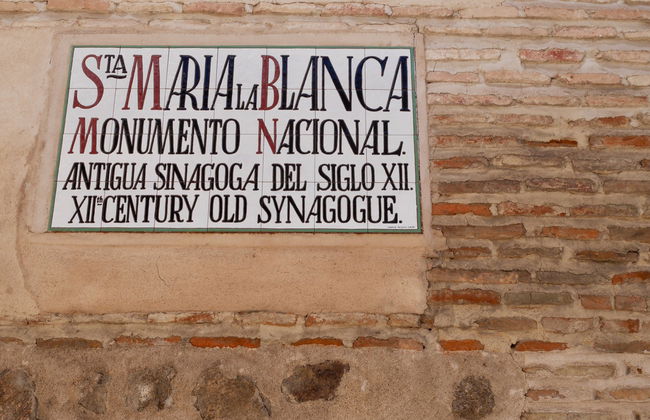 STA MARIA LA BLANCA
MONUMENTO NACIONAL.
ANTIGUA SINAGOGA DEL SIGLO XII.
XIIth CENTURY OLD SYNAGOGUE.